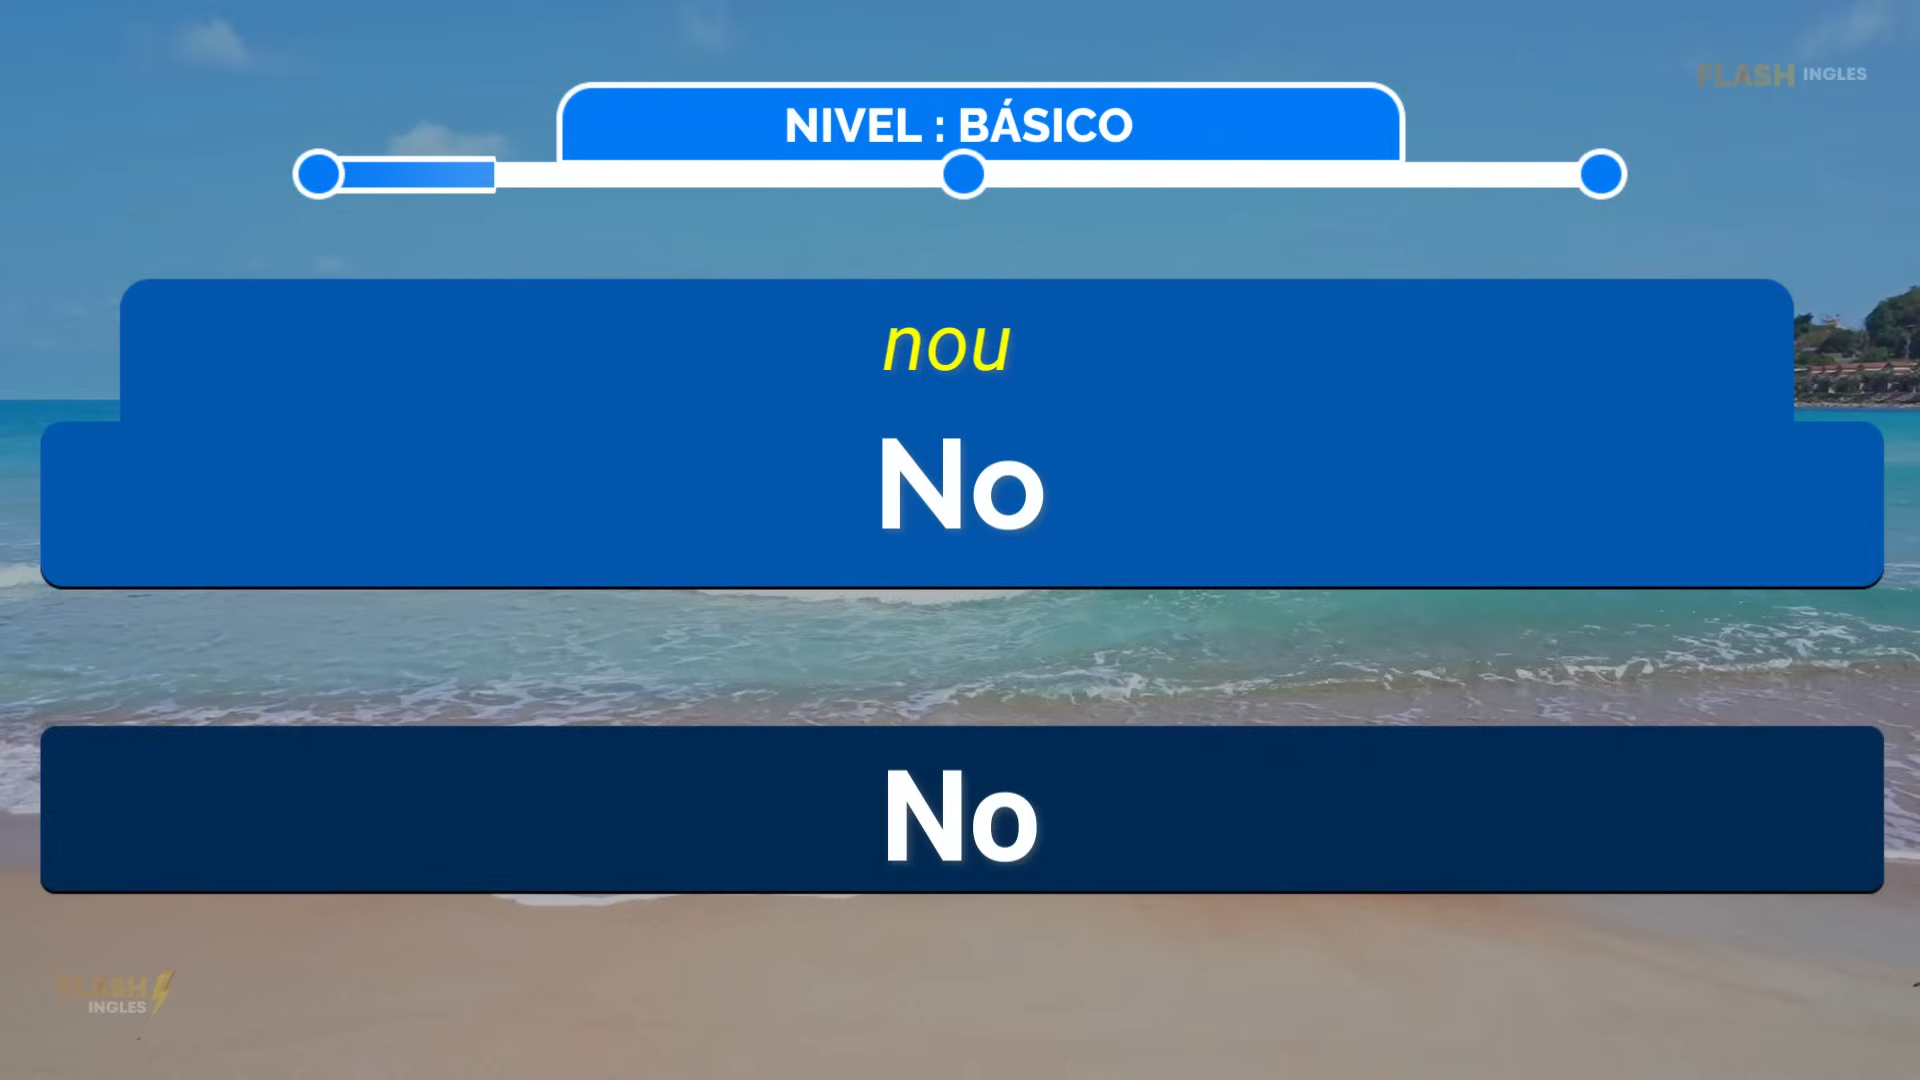 FLASH INGLES
NIVEL : BÁSICO
nou
No
No
FLASH
INGLES